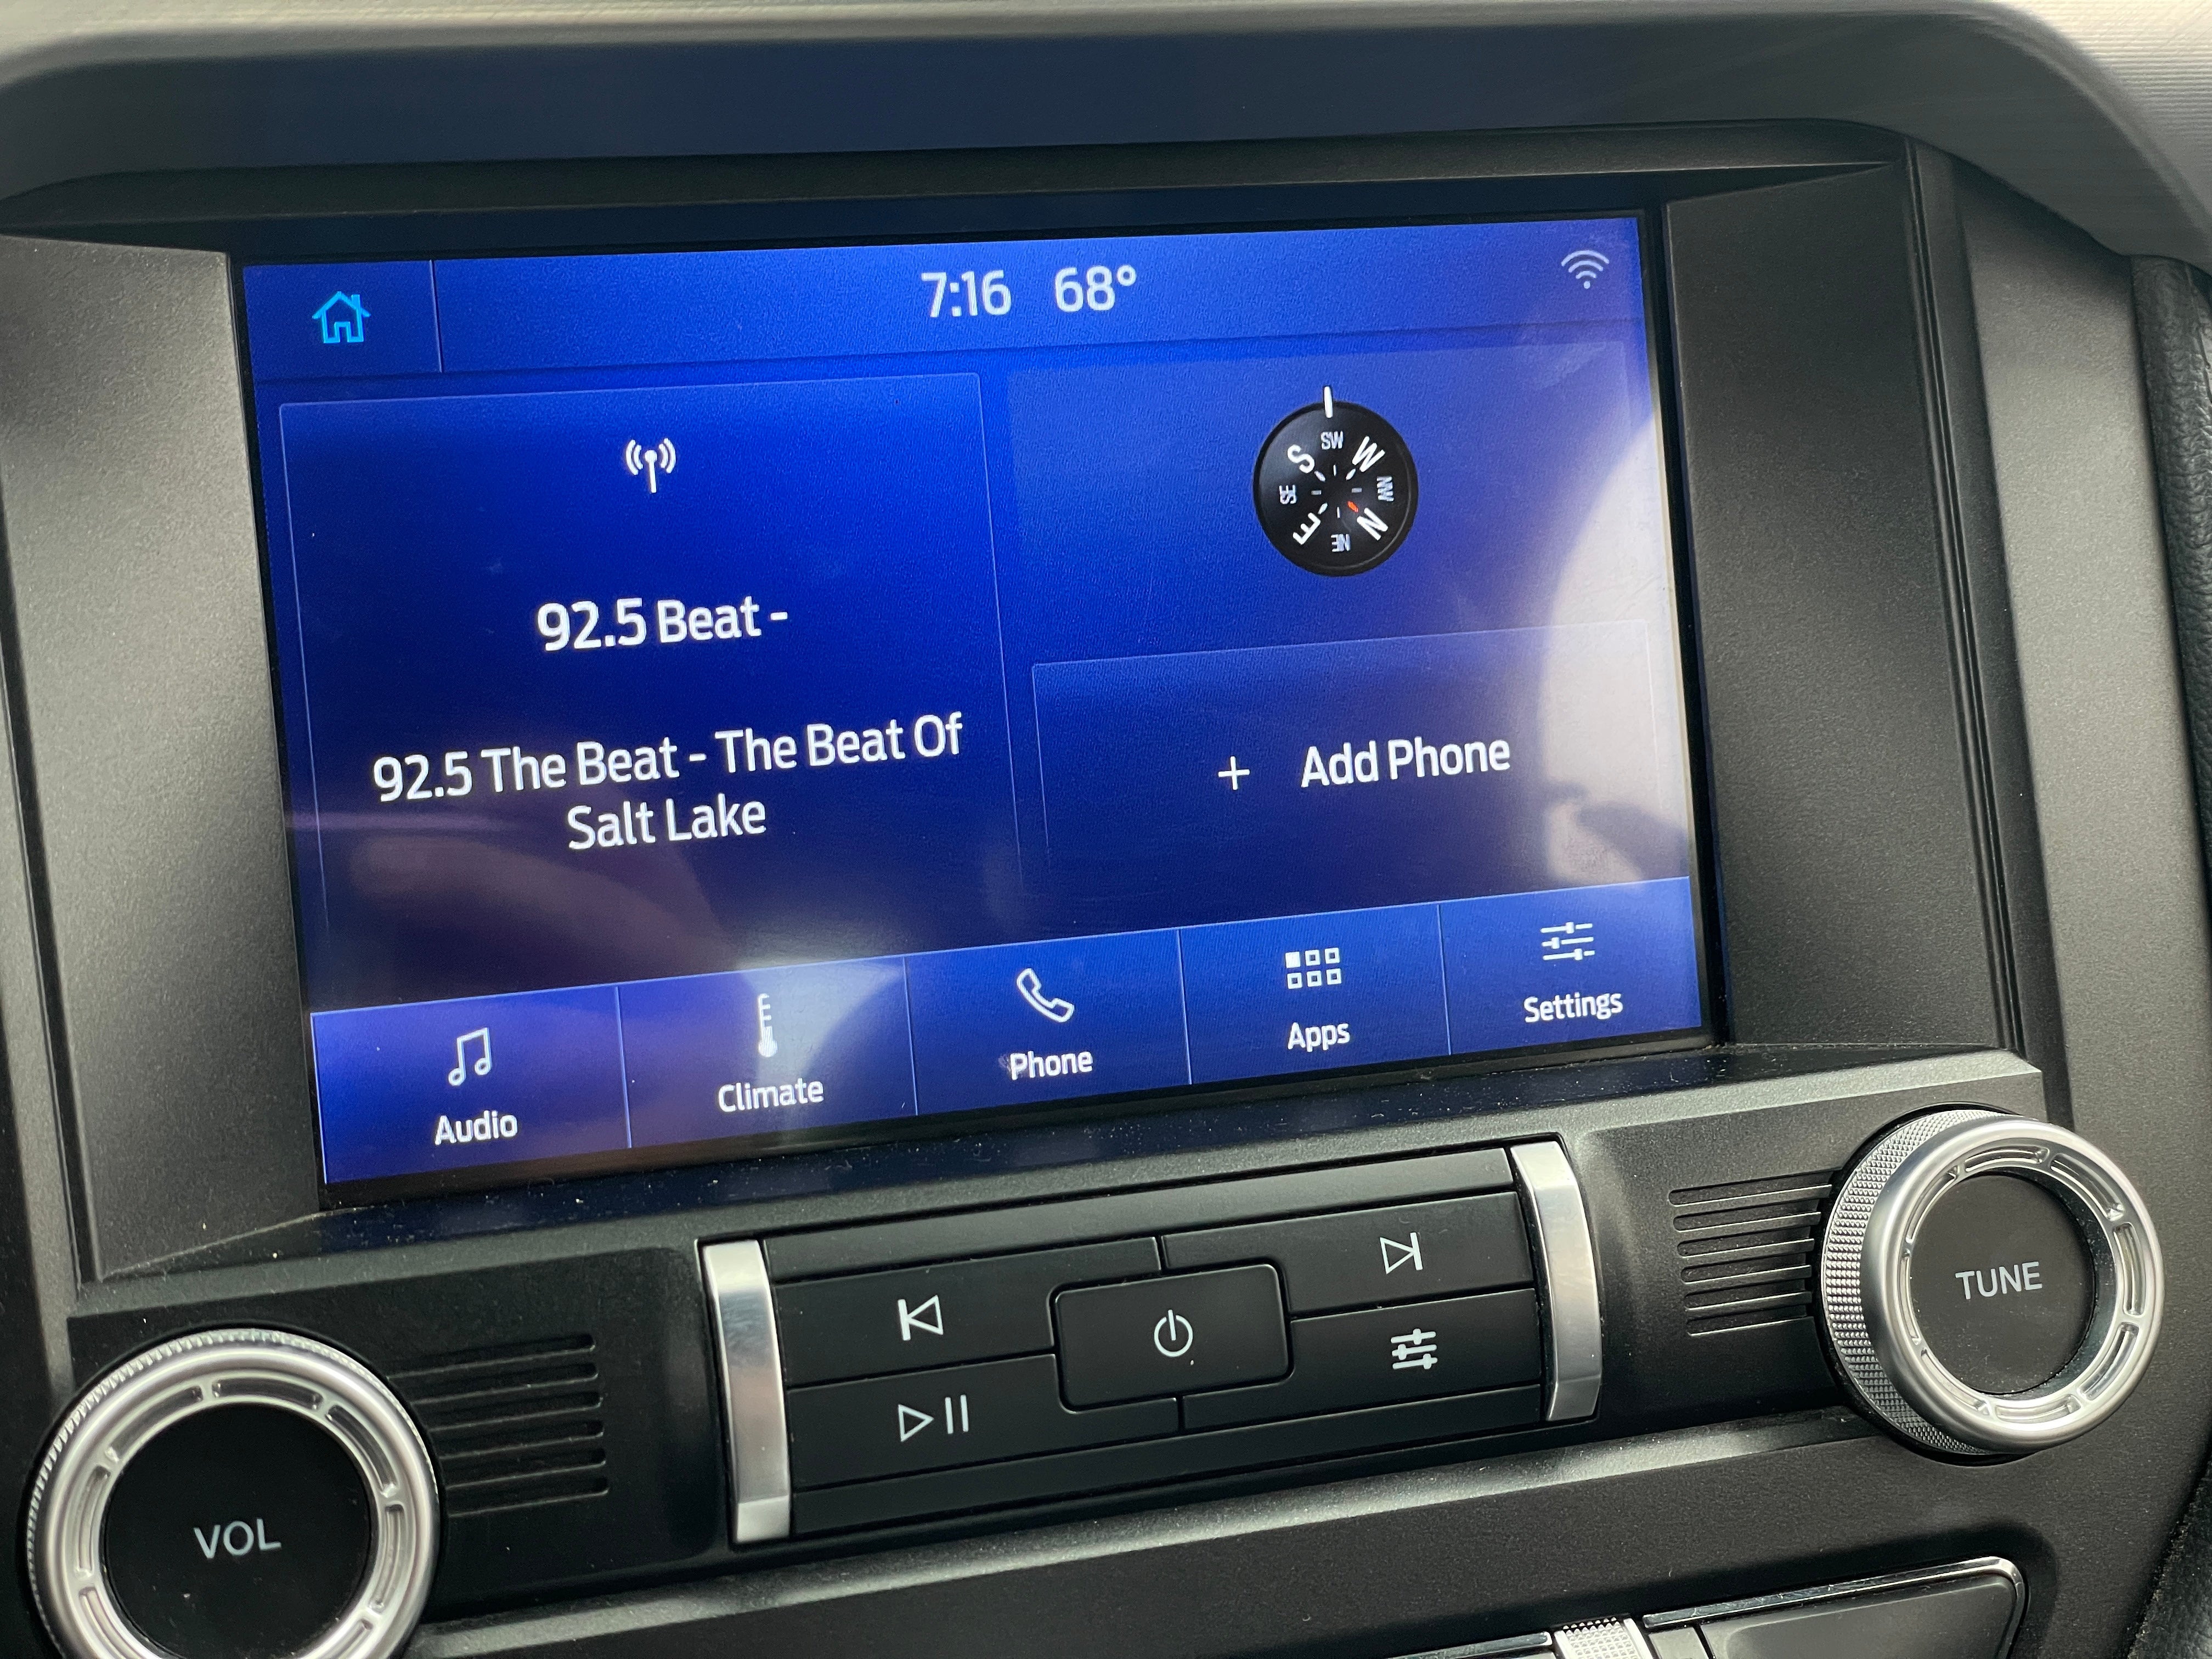 7:16 68°
SW
S W
SE NW
E N
NE
92.5 Beat -
92.5 The Beat - The Beat Of
Salt Lake
+ Add Phone
Audio
Climate
Phone
Apps
Settings
VOL
TUNE